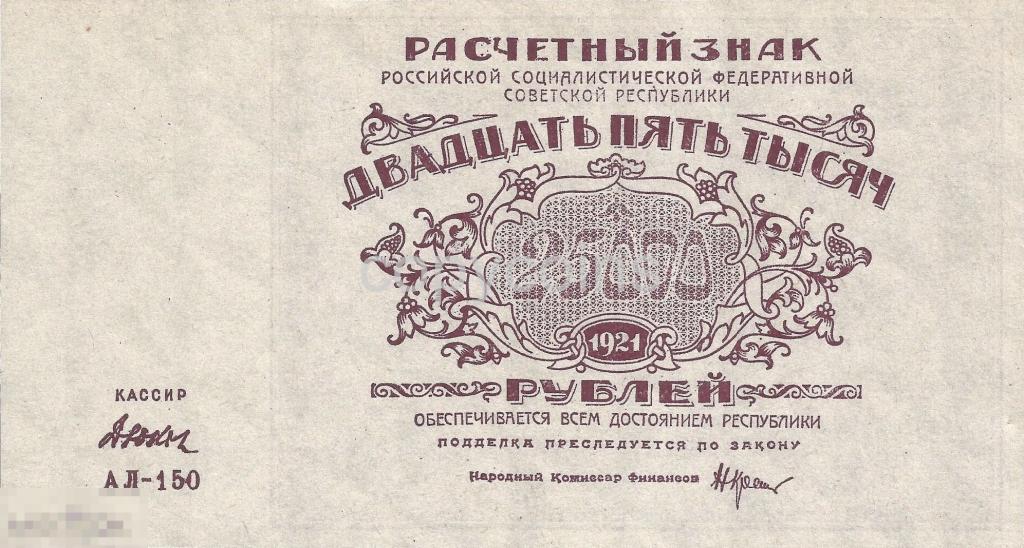 РАСЧЕТНЫЙ ЗНАК
РОССИЙСКОЙ СОЦИАЛИСТИЧЕСКОЙ ФЕДЕРАТИВНОЙ
СОВЕТСКОЙ РЕСПУБЛИКИ
ДВАДЦАТЬ ПЯТЬ ТЫСЯЧ
25000
1921
РУБЛЕЙ
ОБЕСПЕЧИВАЕТСЯ ВСЕМ ДОСТОЯНИЕМ РЕСПУБЛИКИ
ПОДДЕЛКА ПРЕСЛЕДУЕТСЯ ПО ЗАКОНУ
Народный Комиссар Финансов
КАССИР
АЛ-150